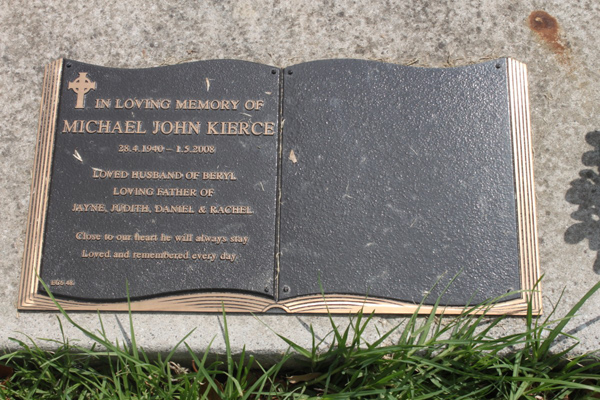 IN LOVING MEMORY OF
MICHAEL JOHN KIERCE
28.4.1940 – 1.5.2008
LOVED HUSBAND OF BERYL
LOVING FATHER OF
JAYNE, JUDITH, DANIEL & RACHEL
Close to our heart he will always stay
Loved and remembered every day